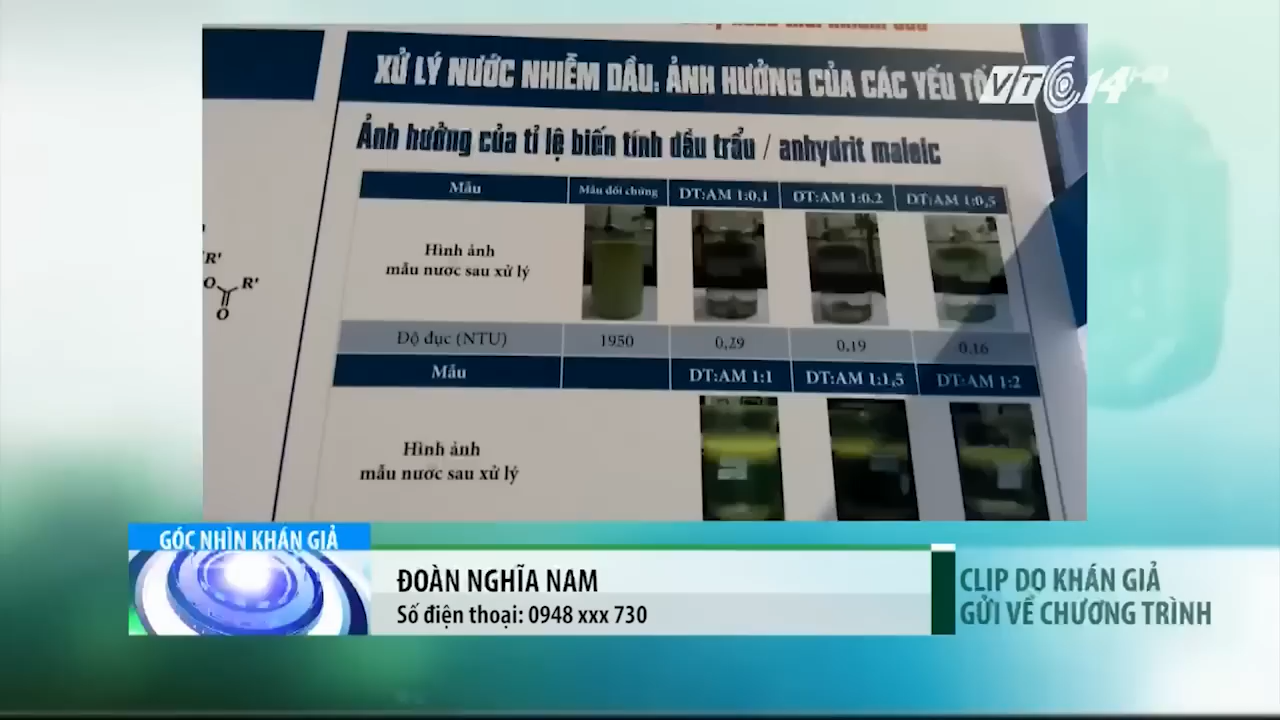 XỬ LÝ NƯỚC NHIỄM DẦU: ẢNH HƯỞNG CỦA CÁC YẾU TỐ
VTC14 HD
Ảnh hưởng của tỉ lệ biến tính dầu trẩu / anhydrit maleic
Mẫu Mẫu đối chứng DT:AM 1:0,1 DT:AM 1:0.2 DT:AM 1:0,5
Hình ảnh
mẫu nước sau xử lý
R'
O R'
O
Độ đục (NTU) 1950 0,29 0,19 0,16
Mẫu DT:AM 1:1 DT:AM 1:1,5 DT:AM 1:2
Hình ảnh
mẫu nước sau xử lý
GÓC NHÌN KHÁN GIẢ
ĐOÀN NGHĨA NAM
Số điện thoại: 0948 xxx 730
CLIP DO KHÁN GIẢ
GỬI VỀ CHƯƠNG TRÌNH